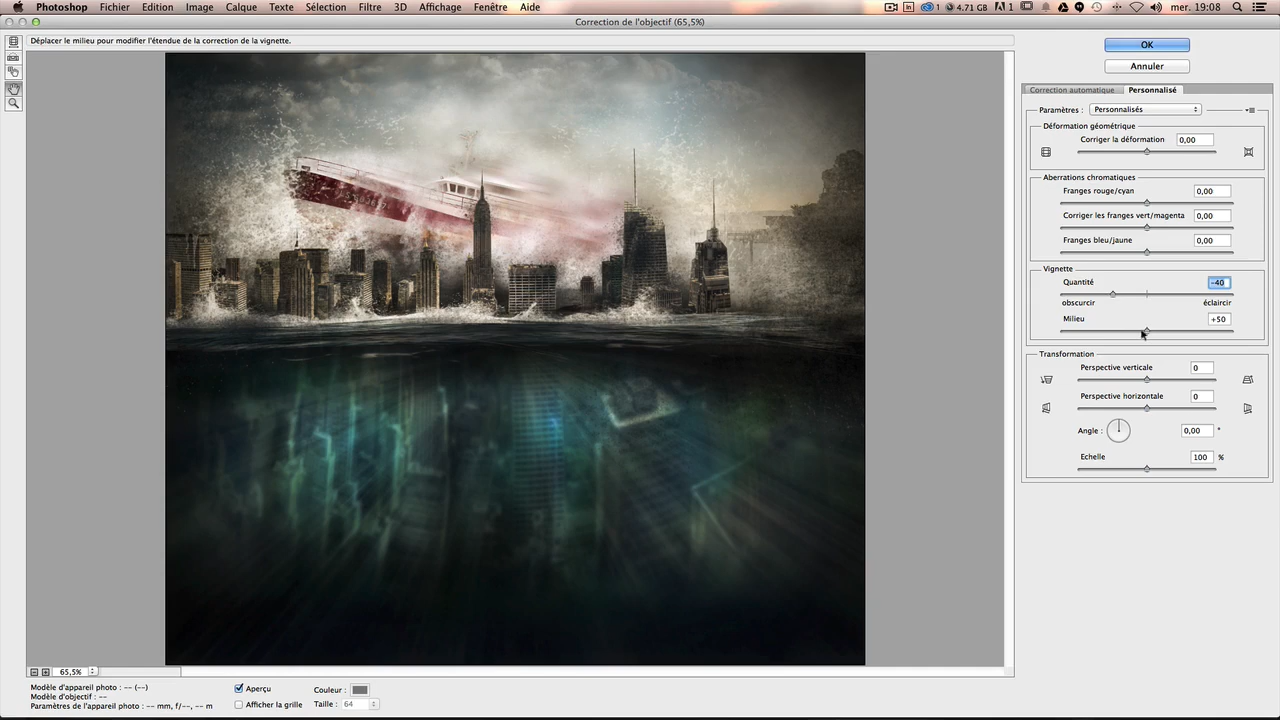 Photoshop Fichier Edition Image Calque Texte Sélection Filtre 3D Affichage Fenêtre Aide
1 4.71 GB 1 mer. 19:08
Correction de l'objectif (65,5%)
Déplacer le milieu pour modifier l'étendue de la correction de la vignette.
OK
Annuler
Correction automatique Personnalisé
Paramètres : Personnalisés
Déformation géométrique
Corriger la déformation 0,00
Aberrations chromatiques
Franges rouge/cyan 0,00
Corriger les franges vert/magenta 0,00
Franges bleu/jaune 0,00
Vignette
Quantité -40
obscurcir éclaircir
Milieu +50
Transformation
Perspective verticale 0
Perspective horizontale 0
Angle : 0,00 °
Echelle 100 %
65,5%
Modèle d'appareil photo : -- (--)
Modèle d'objectif : --
Paramètres de l'appareil photo : -- mm, f/--, -- m
Aperçu
Afficher la grille
Couleur :
Taille : 64